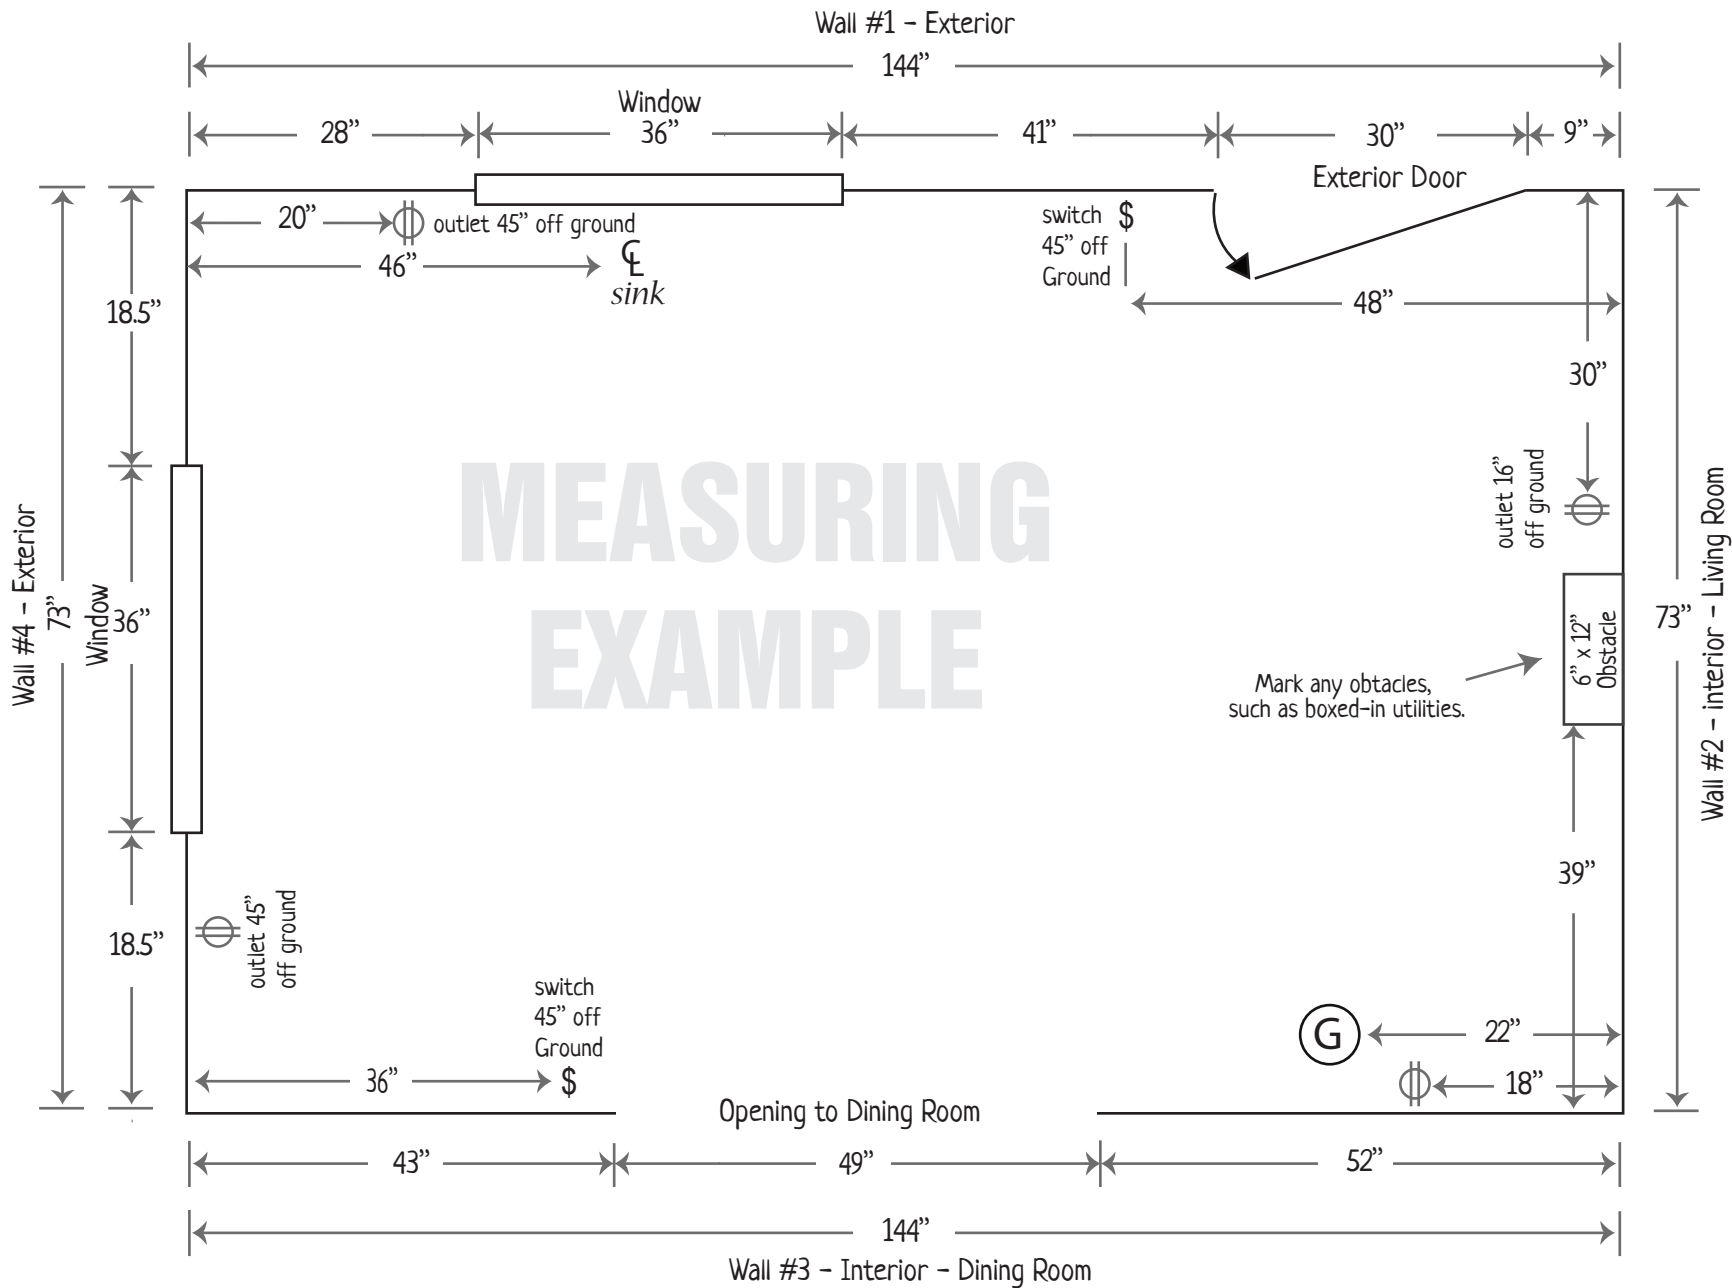 Wall #1 – Exterior
144”
Window
28”
36”
41”
30”
9”
Exterior Door
20”
outlet 45” off ground
46”
℄
sink
switch $
45” off
Ground
48”
18.5”
30”
MEASURING
EXAMPLE
outlet 16”
off ground
Wall #4 – Exterior
73”
Window
36”
6” x 12”
Obstacle
73”
Wall #2 – interior – Living Room
Mark any obtacles,
such as boxed-in utilities.
39”
18.5”
outlet 45”
off ground
switch
45” off
Ground
36”
$
G
22”
18”
Opening to Dining Room
43”
49”
52”
144”
Wall #3 – Interior – Dining Room